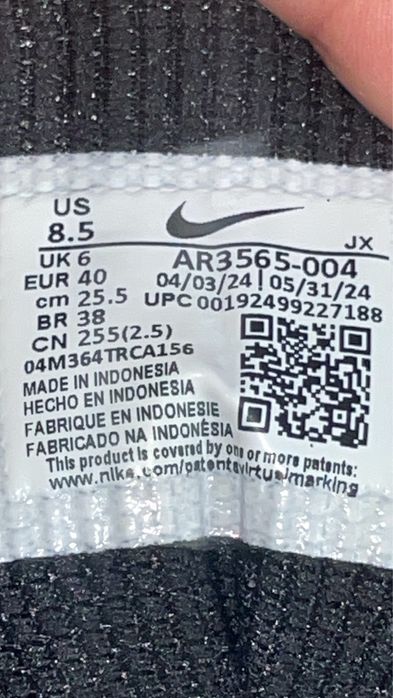 US
8.5
JX
UK 6
EUR 40
cm 25.5
BR 38
CN 255(2.5)
AR3565-004
04/03/24 | 05/31/24
UPC 00192499227188
04M364TRCA156
MADE IN INDONESIA
HECHO EN INDONESIA
FABRIQUE EN INDONESIE
FABRICADO NA INDONÉSIA
This product is covered by one or more patents:
www.nike.com/patentsvirtualmarking